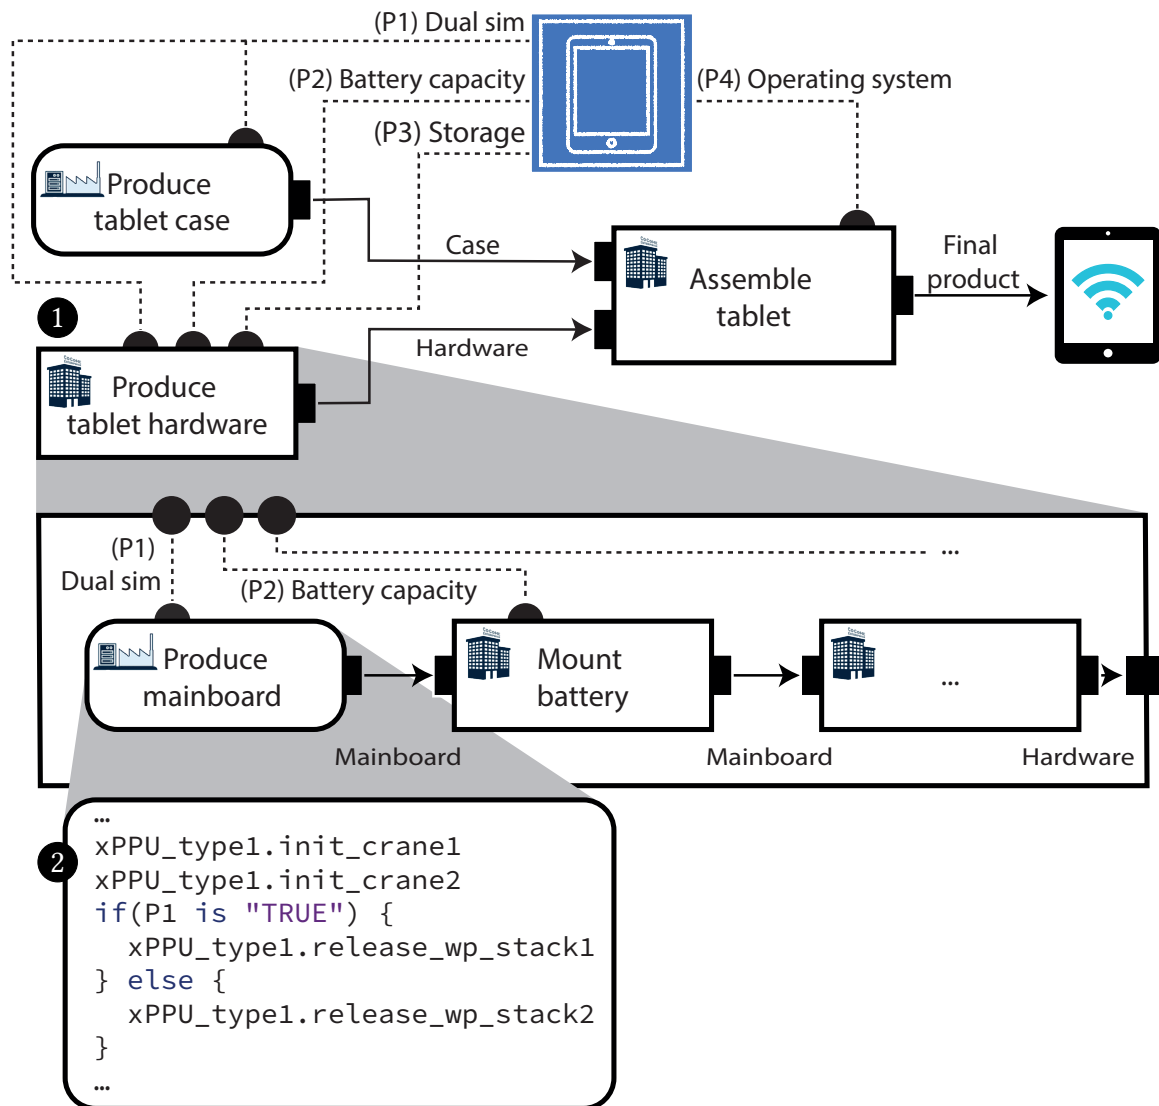 (P1) Dual sim
(P2) Battery capacity
(P4) Operating system
(P3) Storage
Produce
tablet case
Case
Assemble
tablet
Final
product
1
Hardware
Produce
tablet hardware
(P1)
Dual sim
...
(P2) Battery capacity
Produce
mainboard
Mount
battery
...
Mainboard
Mainboard
Hardware
2
...
xPPU_type1.init_crane1
xPPU_type1.init_crane2
if(P1 is "TRUE") {
  xPPU_type1.release_wp_stack1
} else {
  xPPU_type1.release_wp_stack2
}
...